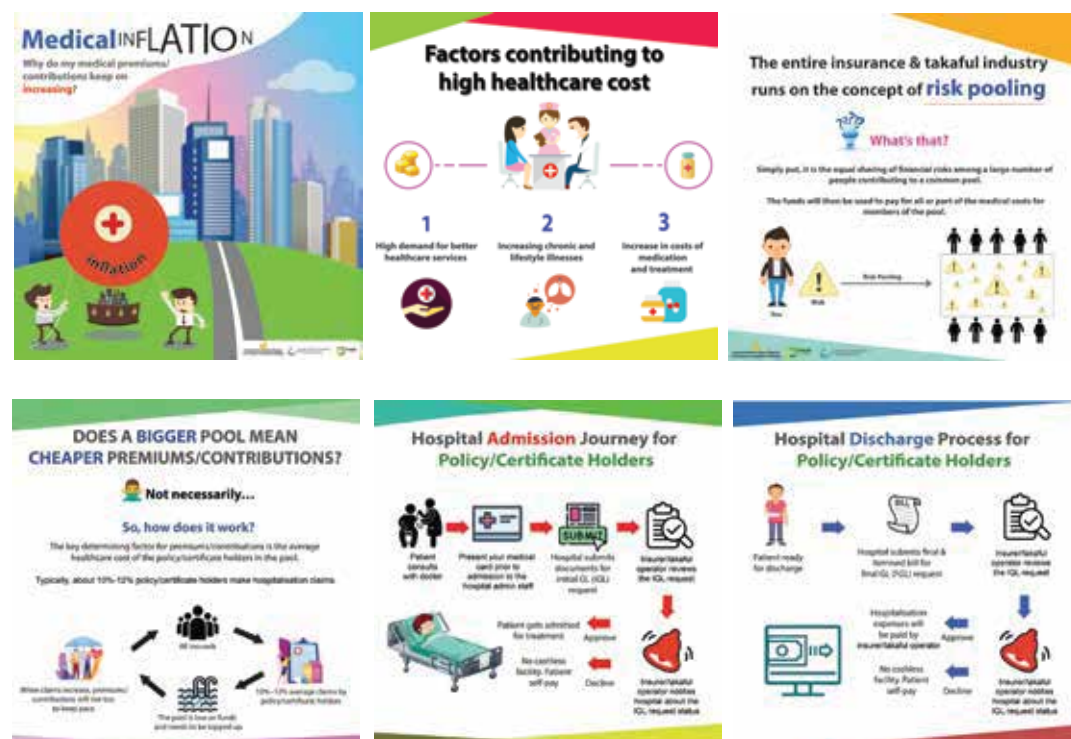 Medical INFLATION
Why do my medical premiums/
contributions keep on
increasing?
inflation
Factors contributing to
high healthcare cost
1
High demand for better
healthcare services
2
Increasing chronic and
lifestyle illnesses
3
Increase in costs of
medication
and treatment
The entire insurance & takaful industry
runs on the concept of risk pooling
What's that?
Simply put, it is the equal sharing of financial risks among a large number of
people contributing to a common pool.
The funds will then be used to pay for all or part of the medical costs for
members of the pool.
You
Risk
Risk Pooling
DOES A BIGGER POOL MEAN
CHEAPER PREMIUMS/CONTRIBUTIONS?
Not necessarily...
So, how does it work?
The key determining factor for premiums/contributions is the average
healthcare cost of the policy/certificate holders in the pool.
Typically, about 10%-12% policy/certificate holders make hospitalisation claims
10%-12% average claims by
policy/certificate holders
The pool is low on funds
and needs to be topped up
When claims increase, premiums/
contributions will rise too
to keep pace
Hospital Admission Journey for
Policy/Certificate Holders
Patient
consults
with doctor
Present your medical
card prior to
admission to the
hospital admin staff
SUBMIT
Hospital submits
documents for
initial GL (IGL)
request
Insurer/takaful
operator reviews
the IGL request
Insurer/takaful
operator notifies
hospital about the
IGL request status
Approve
Patient gets admitted
for treatment
Decline
No cashless
facility. Patient
self-pay
Hospital Discharge Process for
Policy/Certificate Holders
Patient ready
for discharge
BILL
Hospital submits final &
itemised bill for
final GL (FGL) request
Insurer/takaful
operator reviews
the IGL request
Insurer/takaful
operator notifies
hospital about the
IGL request status
Approve
Hospitalisation
expenses will
be paid by
insurer/takaful operator
Decline
No cashless
facility. Patient
self-pay